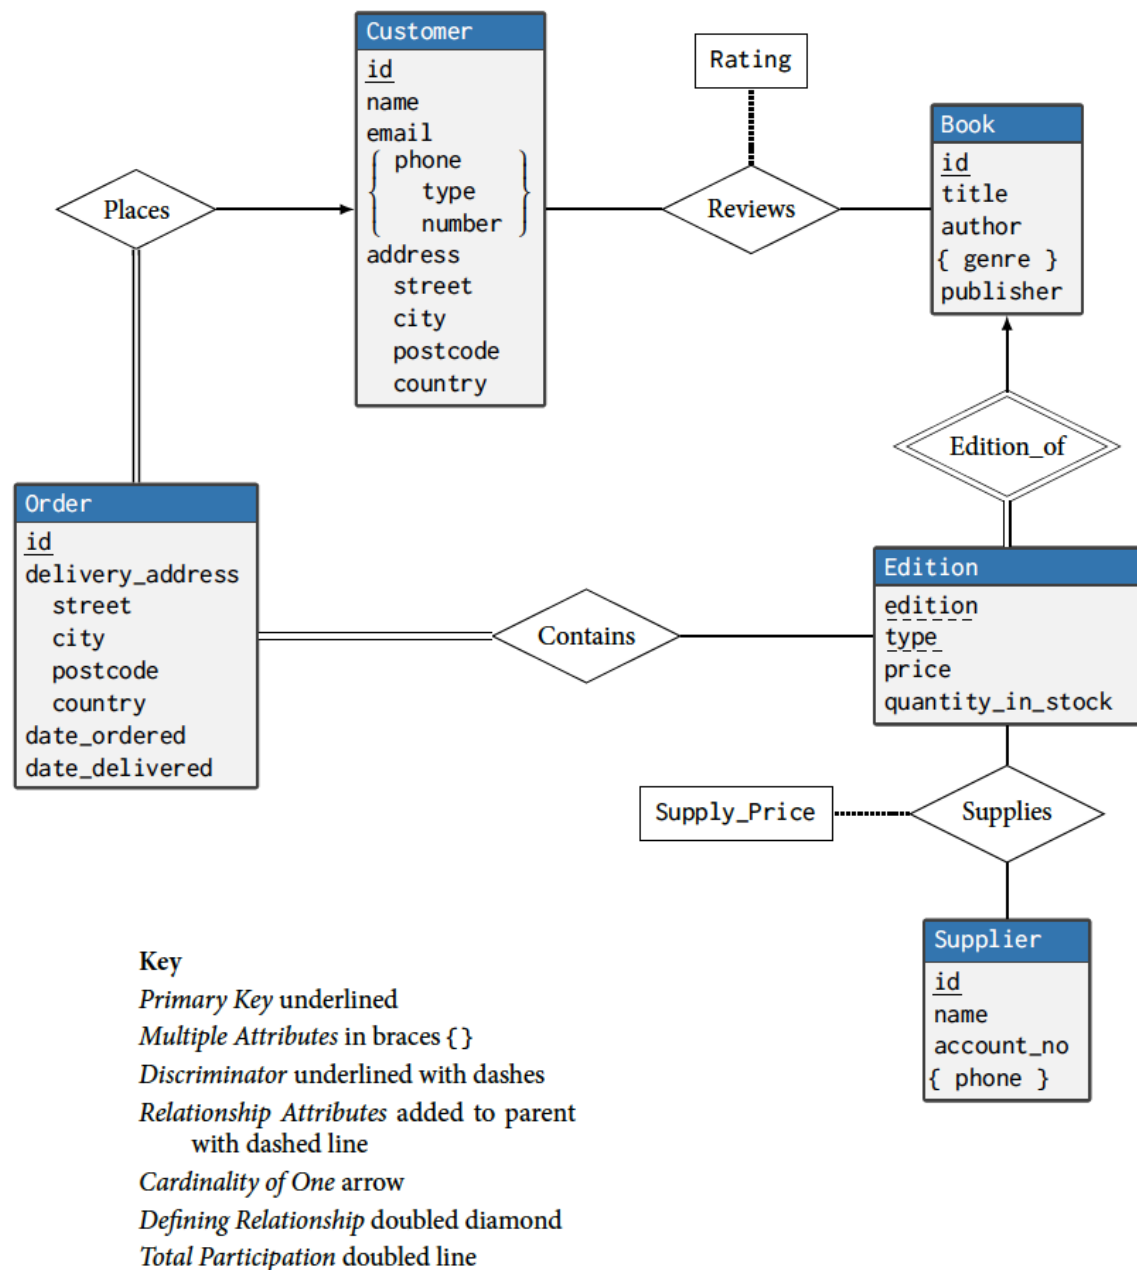 Customer
id
name
email
phone
type
number
address
street
city
postcode
country
Rating
Book
id
title
author
{ genre }
publisher
Places
Reviews
Edition_of
Order
id
delivery_address
street
city
postcode
country
date_ordered
date_delivered
Contains
Edition
edition
type
price
quantity_in_stock
Supply_Price
Supplies
Supplier
id
name
account_no
{ phone }
Key
Primary Key underlined
Multiple Attributes in braces {}
Discriminator underlined with dashes
Relationship Attributes added to parent
with dashed line
Cardinality of One arrow
Defining Relationship doubled diamond
Total Participation doubled line